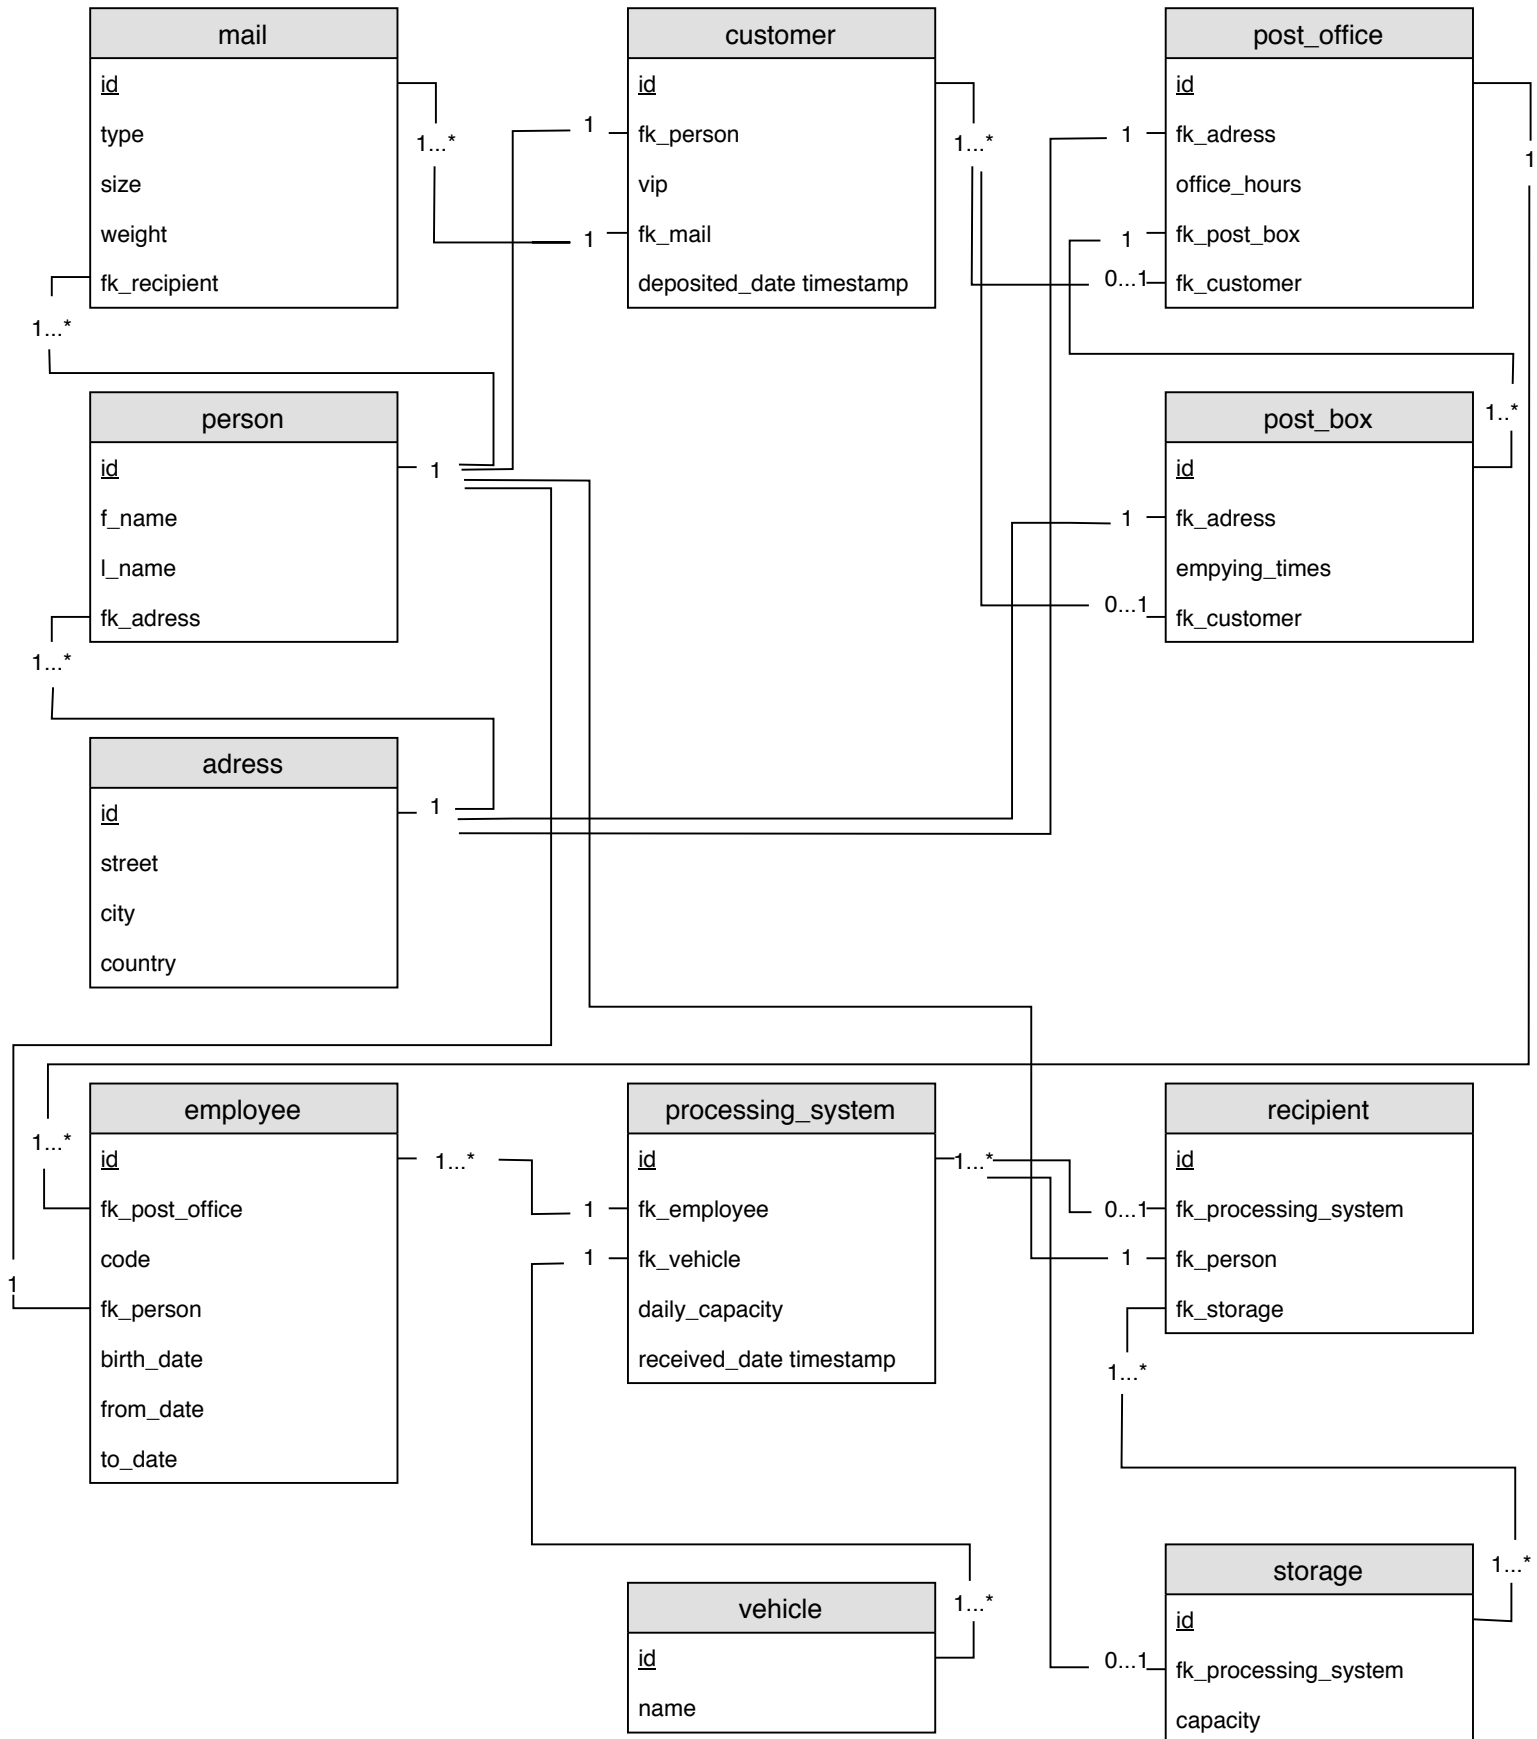 mail
id
type
size
weight
fk_recipient
1...*
1...*
customer
id
fk_person
vip
fk_mail
deposited_date timestamp
1
1
1...*
post_office
id
fk_adress
office_hours
fk_post_box
fk_customer
1
1
0...1
1
person
id
f_name
l_name
fk_adress
1
1...*
post_box
id
fk_adress
empying_times
fk_customer
1
0...1
1..*
adress
id
street
city
country
1
employee
id
fk_post_office
code
fk_person
birth_date
from_date
to_date
1...*
1
1...*
processing_system
id
fk_employee
fk_vehicle
daily_capacity
received_date timestamp
1
1
1...*
recipient
id
fk_processing_system
fk_person
fk_storage
0...1
1
1...*
vehicle
id
name
1...*
storage
id
fk_processing_system
capacity
0...1
1...*